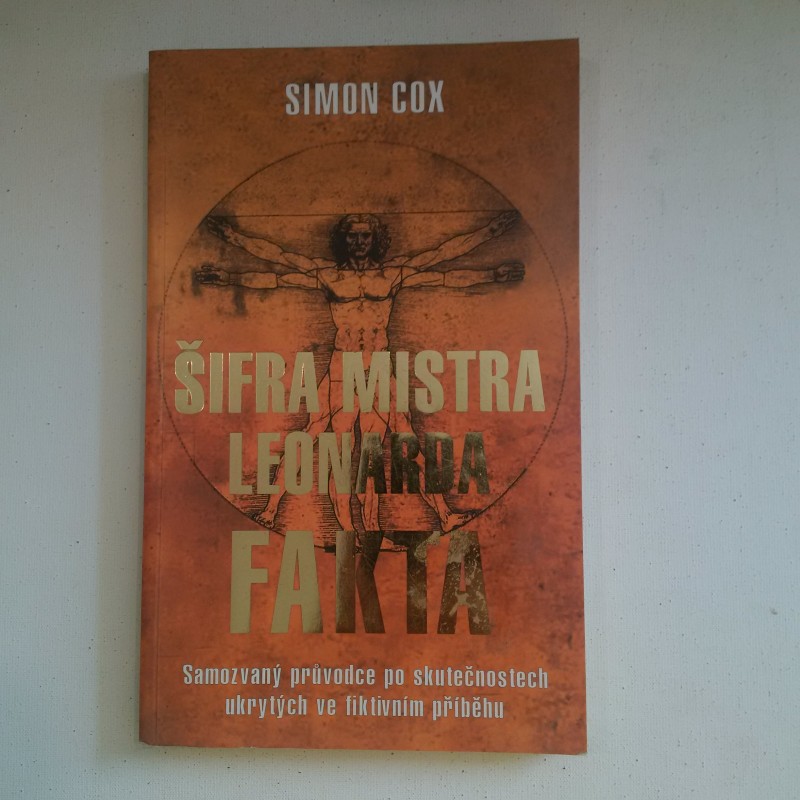 SIMON COX
ŠIFRA MISTRA
LEONARDA
FAKTA
Samozvaný průvodce po skutečnostech
ukrytých ve fiktivním příběhu